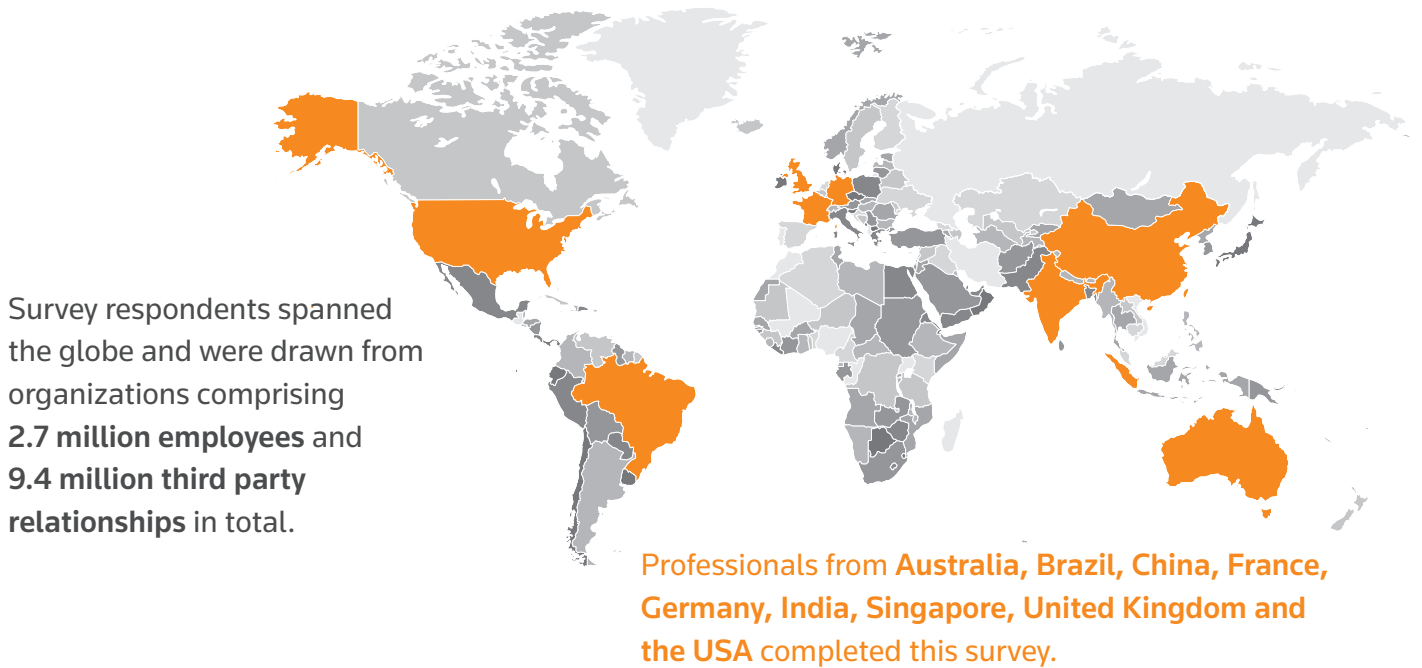 Survey respondents spanned
the globe and were drawn from
organizations comprising
2.7 million employees and
9.4 million third party
relationships in total.
Professionals from Australia, Brazil, China, France,
Germany, India, Singapore, United Kingdom and
the USA completed this survey.